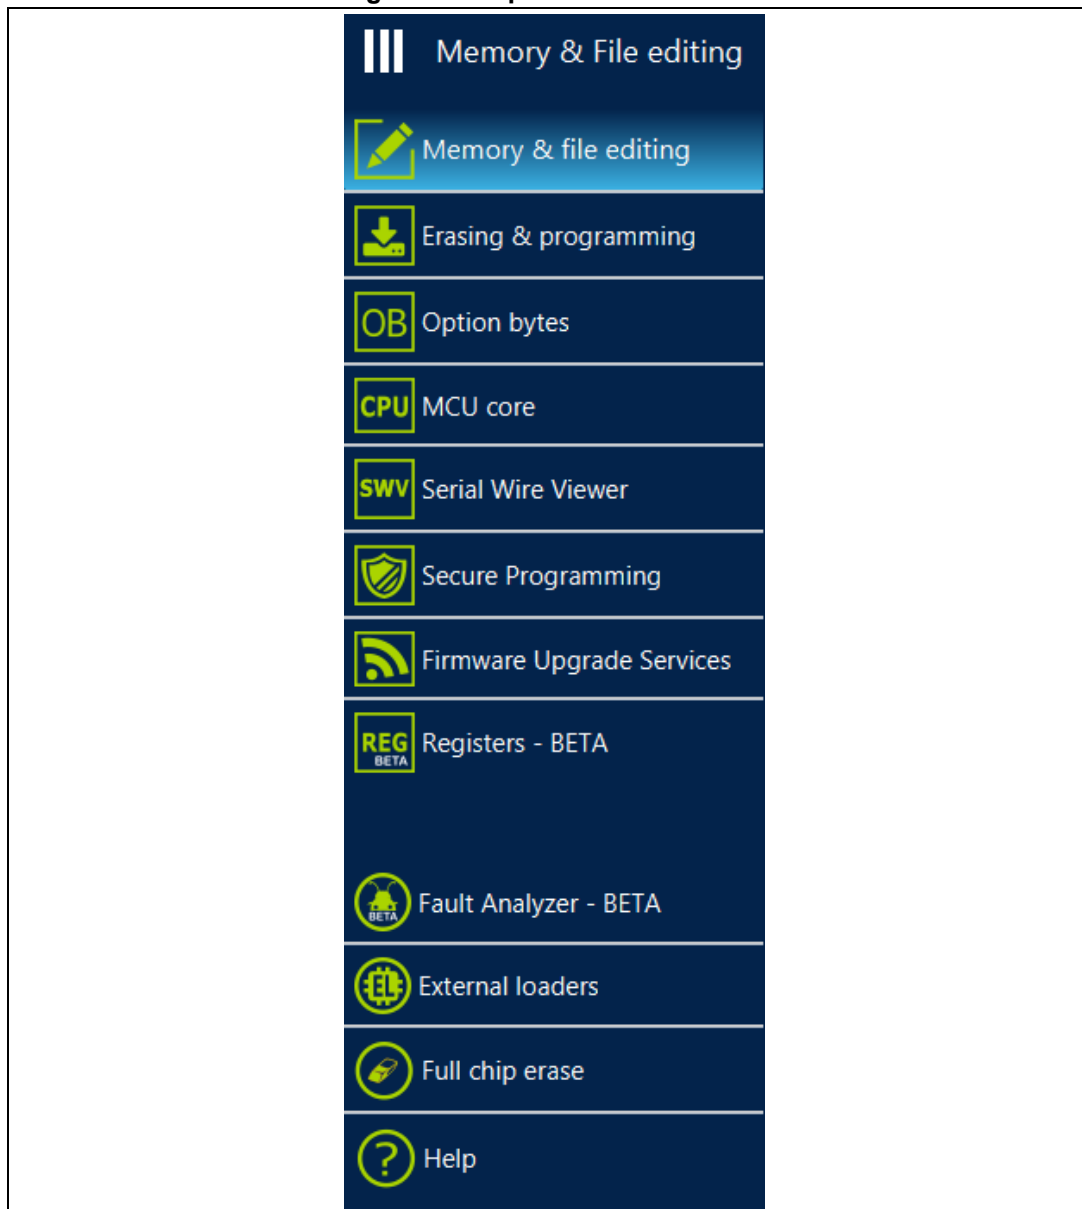 Memory & File editing
Memory & file editing
Erasing & programming
OB Option bytes
CPU MCU core
SWV Serial Wire Viewer
Secure Programming
Firmware Upgrade Services
REG BETA Registers - BETA
BETA Fault Analyzer - BETA
EL External loaders
Full chip erase
? Help